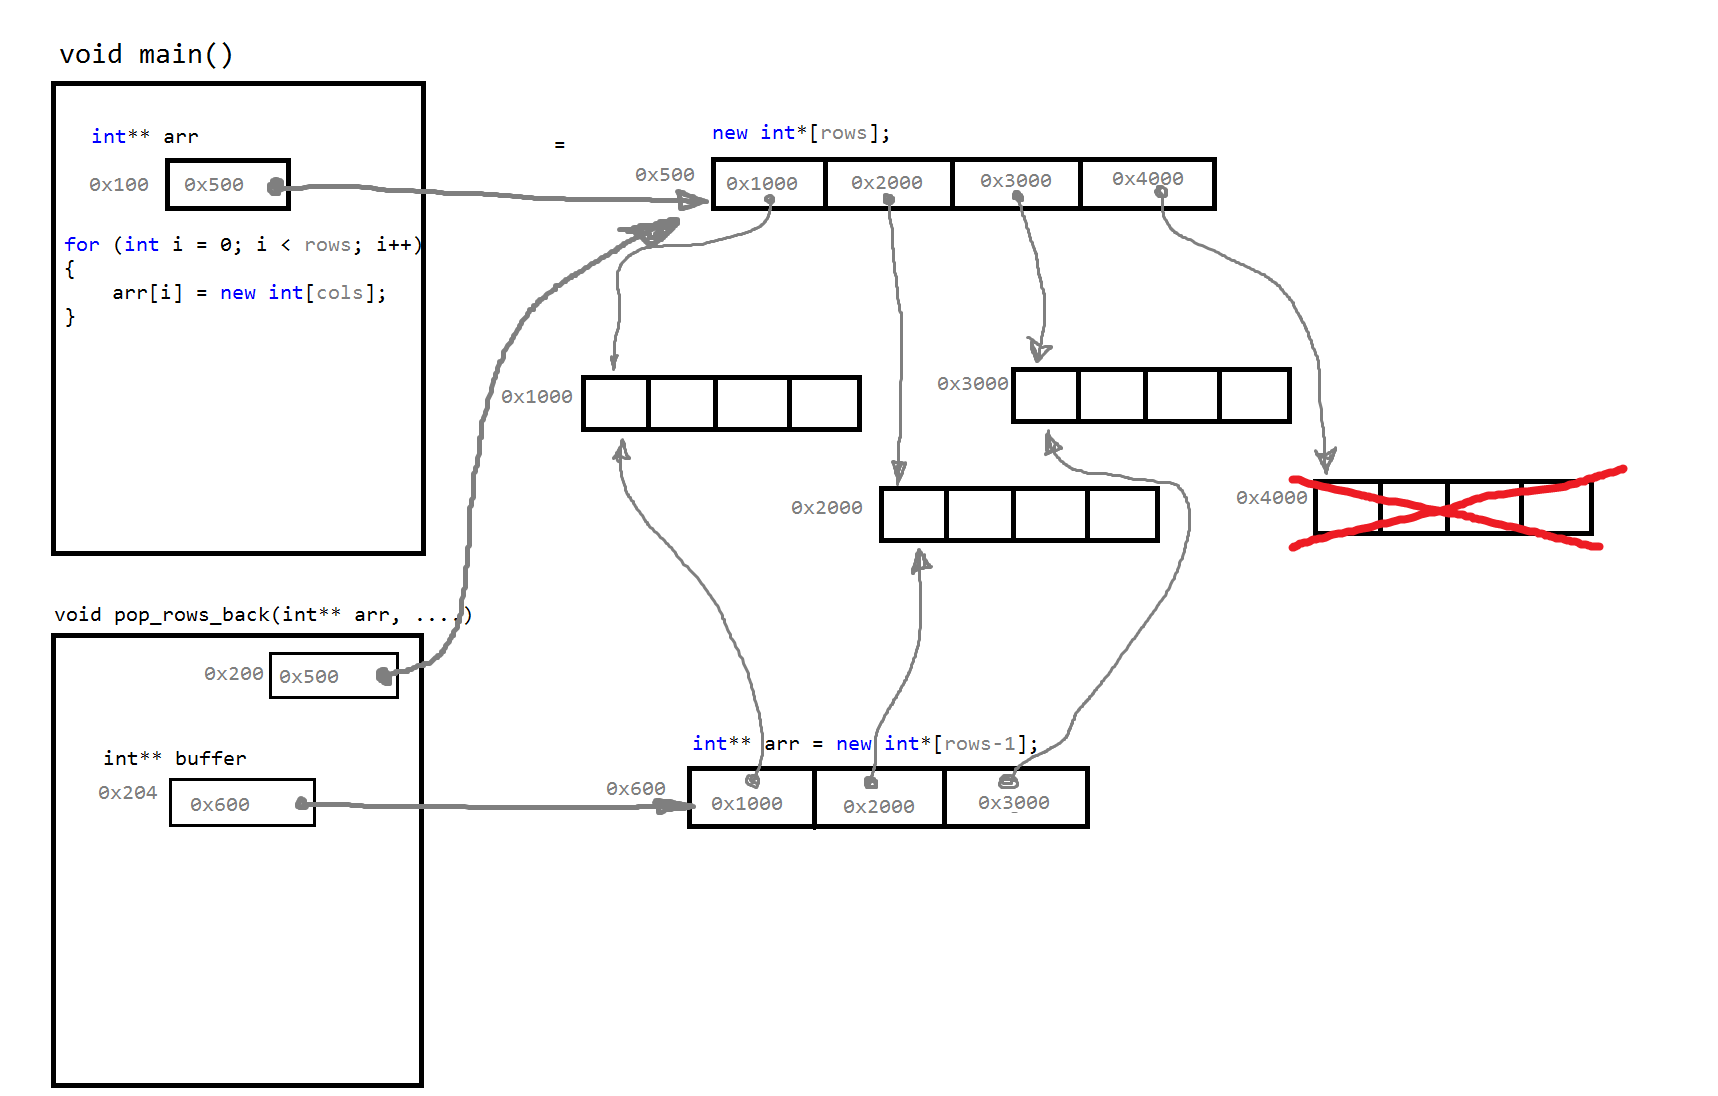 void main()
int** arr
0x100
0x500
for (int i = 0; i < rows; i++)
{
    arr[i] = new int[cols];
}
=
new int*[rows];
0x500
0x1000
0x2000
0x3000
0x4000
0x1000
0x3000
0x2000
0x4000
void pop_rows_back(int** arr, ....)
0x200
0x500
int** buffer
0x204
0x600
int** arr = new int*[rows-1];
0x600
0x1000
0x2000
0x3000